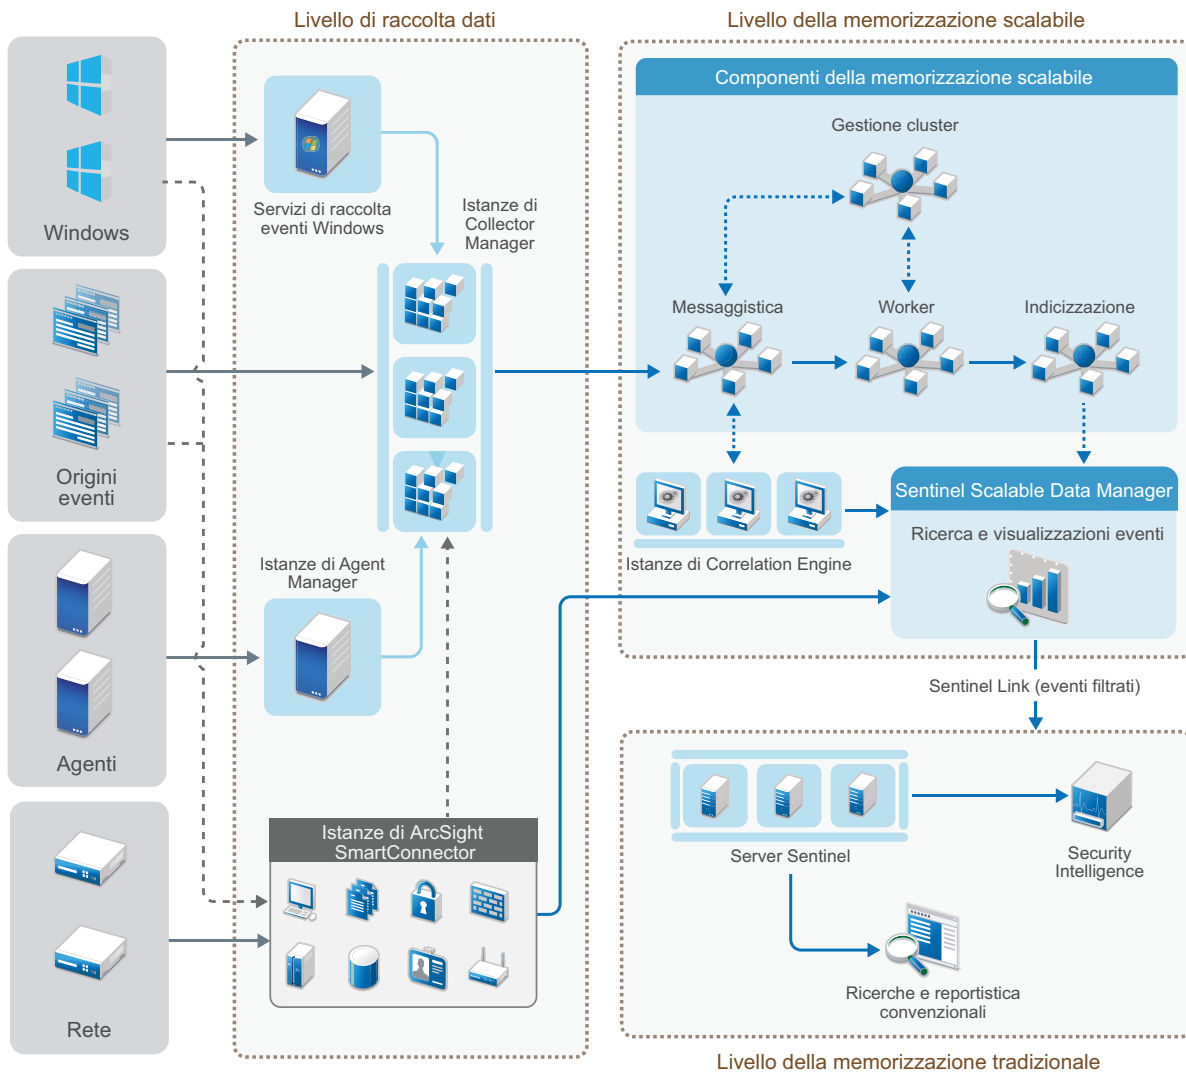 Livello di raccolta dati
Livello della memorizzazione scalabile
Componenti della memorizzazione scalabile
Gestione cluster
Windows
Servizi di raccolta
eventi Windows
Istanze di
Collector
Manager
Messaggistica
Worker
Indicizzazione
Origini
eventi
Sentinel Scalable Data Manager
Ricerca e visualizzazioni eventi
Istanze di Correlation Engine
Istanze di Agent
Manager
Agenti
Sentinel Link (eventi filtrati)
Istanze di ArcSight
SmartConnector
Server Sentinel
Security
Intelligence
Rete
Ricerche e reportistica
convenzionali
Livello della memorizzazione tradizionale